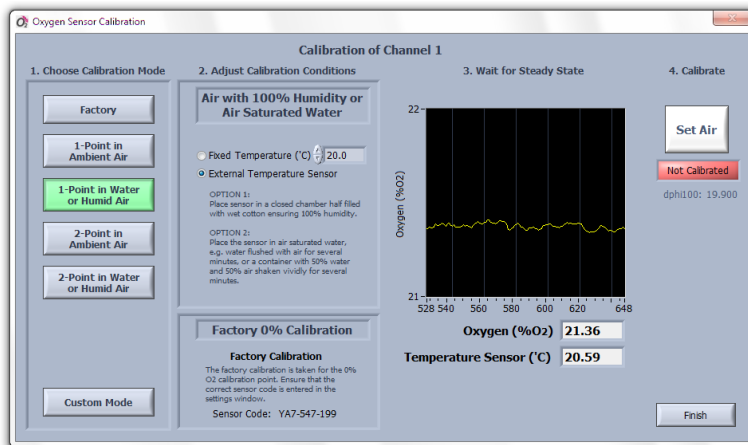 Oxygen Sensor Calibration
Calibration of Channel 1
1. Choose Calibration Mode
Factory
1-Point in
Ambient Air
1-Point in Water
or Humid Air
2-Point in
Ambient Air
2-Point in Water
or Humid Air
Custom Mode
2. Adjust Calibration Conditions
Air with 100% Humidity or
Air Saturated Water
Fixed Temperature (°C) 20.0
External Temperature Sensor
OPTION 1:
Place sensor in a closed chamber half filled
with wet cotton ensuring 100% humidity.
OPTION 2:
Place the sensor in air saturated water,
e.g. water flushed with air for several
minutes, or a container with 50% water
and 50% air shaken vividly for several
minutes.
Factory 0% Calibration
Factory Calibration
The factory calibration is taken for the 0%
O2 calibration point. Ensure that the
correct sensor code is entered in the
settings window.
Sensor Code: YA7-547-199
3. Wait for Steady State
22
Oxygen (%O2)
21
528 540 560 580 600 620 648
Oxygen (%O2) 21.36
Temperature Sensor (°C) 20.59
4. Calibrate
Set Air
Not Calibrated
dphi100: 19.900
Finish